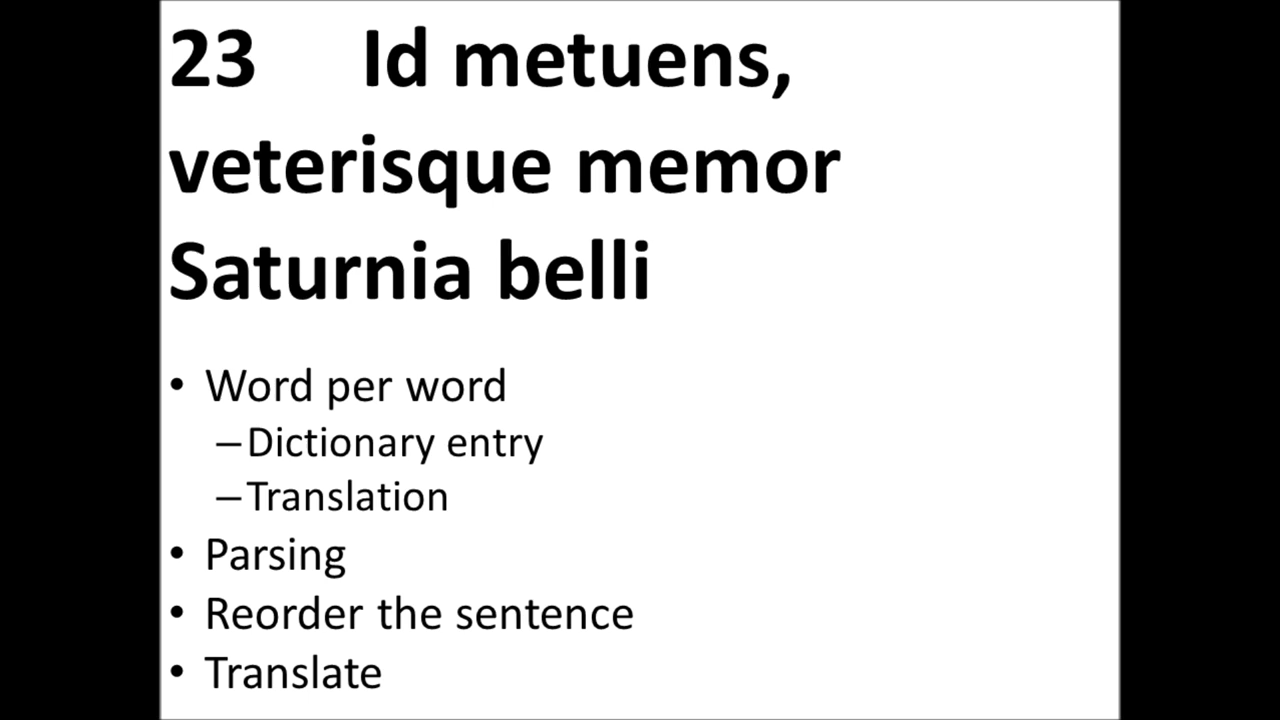 23 Id metuens,
veterisque memor
Saturnia belli
• Word per word
–Dictionary entry
–Translation
• Parsing
• Reorder the sentence
• Translate